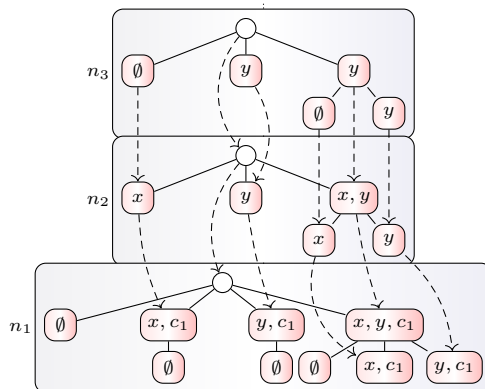 n₃ ∅ y y
∅ y
n₂ x y x, y
x y
n₁ ∅ x, c₁ y, c₁ x, y, c₁
∅ ∅ ∅ x, c₁ y, c₁